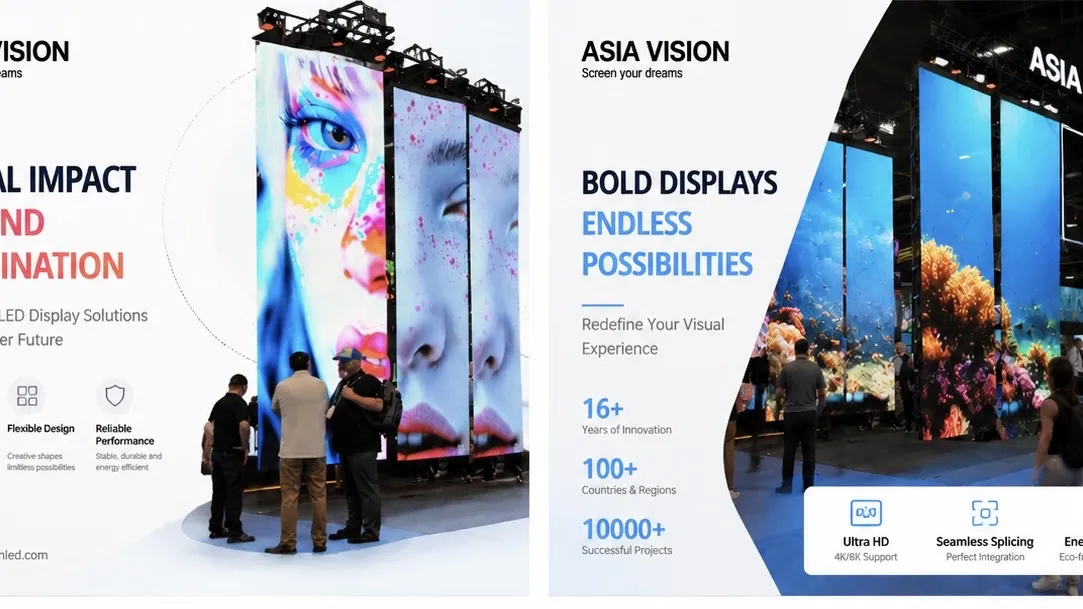 VISION
eams
AL IMPACT
ND
INATION
LED Display Solutions
er Future
Flexible Design
Creative shapes
limitless possibilities
Reliable
Performance
Stable, durable and
energy efficient
nled.com
ASIA VISION
Screen your dreams
BOLD DISPLAYS
ENDLESS
POSSIBILITIES
Redefine Your Visual
Experience
16+
Years of Innovation
100+
Countries & Regions
10000+
Successful Projects
ASIA
Ultra HD
4K/8K Support
Seamless Splicing
Perfect Integration
Ene
Eco-fr